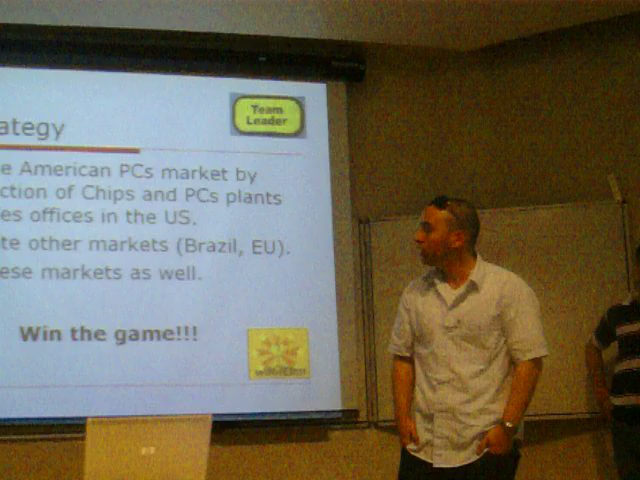 Team
Leader
ategy
e American PCs market by
ction of Chips and PCs plants
es offices in the US.
te other markets (Brazil, EU).
ese markets as well.
Win the game!!!